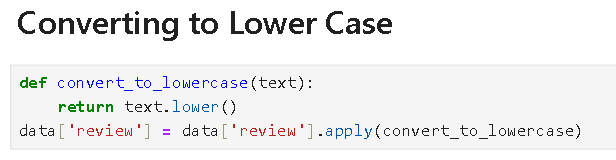 Converting to Lower Case
def convert_to_lowercase(text):
    return text.lower()
data['review'] = data['review'].apply(convert_to_lowercase)